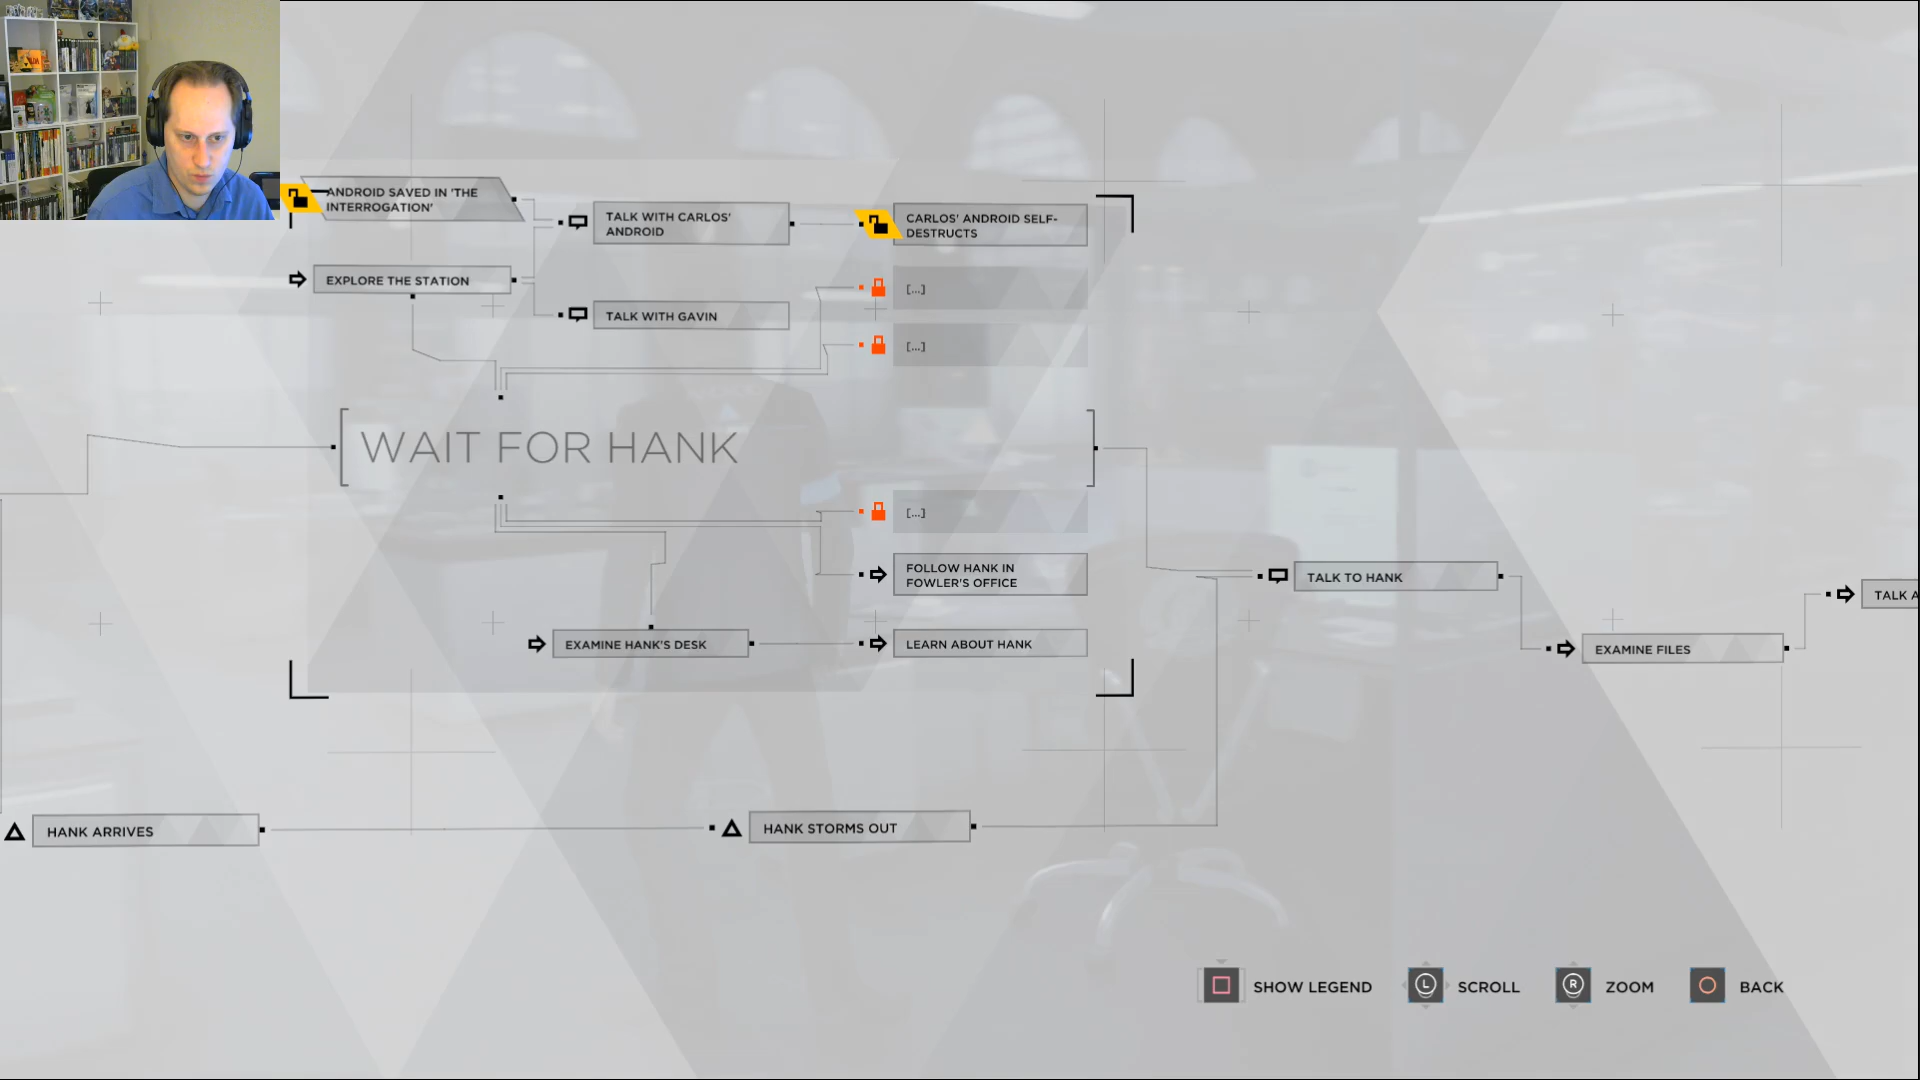 ANDROID SAVED IN 'THE
INTERROGATION'
TALK WITH CARLOS'
ANDROID
CARLOS' ANDROID SELF-
DESTRUCTS
EXPLORE THE STATION
[...]
TALK WITH GAVIN
[...]
WAIT FOR HANK
[...]
FOLLOW HANK IN
FOWLER'S OFFICE
EXAMINE HANK'S DESK
LEARN ABOUT HANK
TALK TO HANK
EXAMINE FILES
TALK A
HANK ARRIVES
HANK STORMS OUT
SHOW LEGEND
L
SCROLL
R
ZOOM
BACK